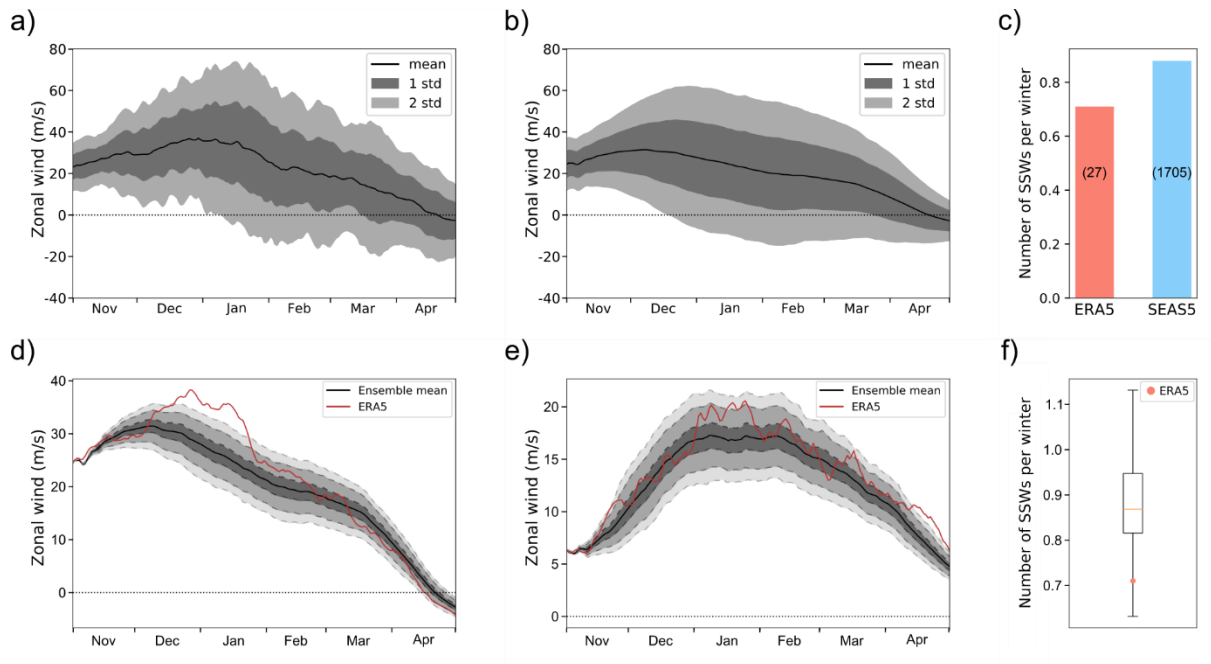 a)
80
60
40
20
0
-20
-40
Zonal wind (m/s)
mean
1 std
2 std
Nov Dec Jan Feb Mar Apr
b)
80
60
40
20
0
-20
-40
Zonal wind (m/s)
mean
1 std
2 std
Nov Dec Jan Feb Mar Apr
c)
0.8
0.6
0.4
0.2
0.0
Number of SSWs per winter
(27)
(1705)
ERA5 SEAS5
d)
40
30
20
10
0
Zonal wind (m/s)
Ensemble mean
ERA5
Nov Dec Jan Feb Mar Apr
e)
20
15
10
5
0
Zonal wind (m/s)
Ensemble mean
ERA5
Nov Dec Jan Feb Mar Apr
f)
1.1
1.0
0.9
0.8
0.7
Number of SSWs per winter
ERA5